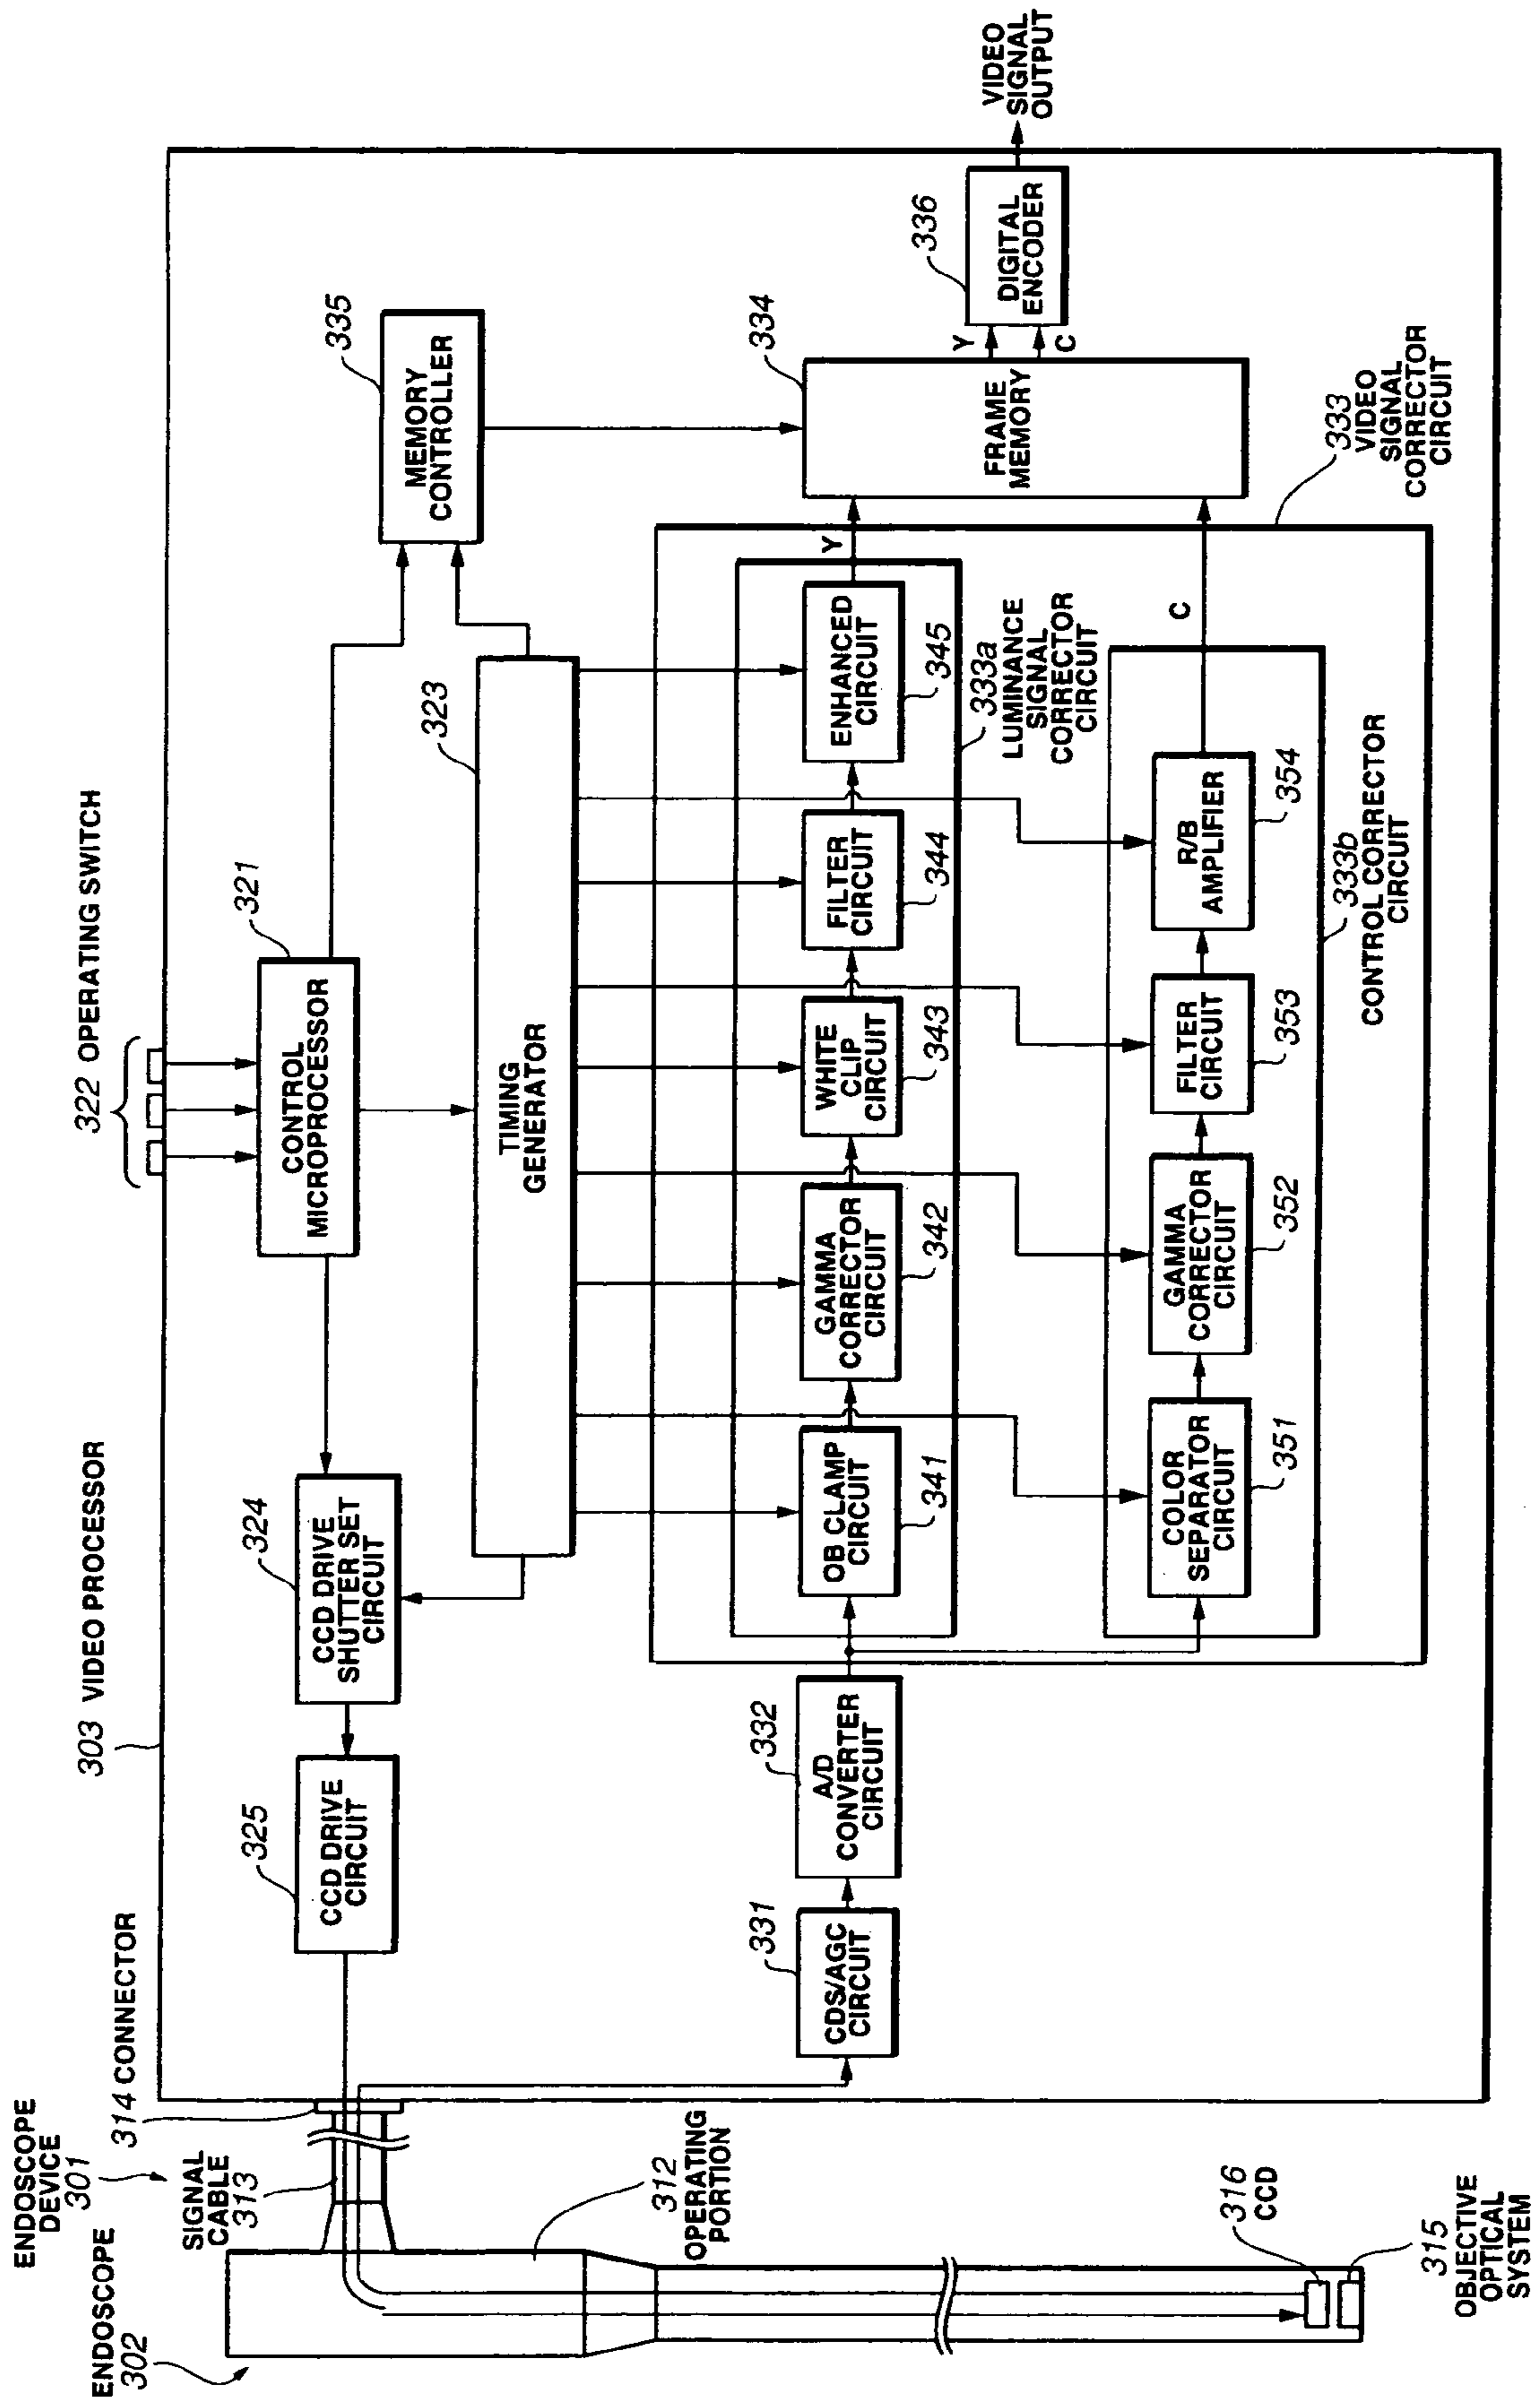 ENDOSCOPE
DEVICE
301
ENDOSCOPE
302
SIGNAL
CABLE
313
314 CONNECTOR
303 VIDEO PROCESSOR
322 OPERATING SWITCH
312
OPERATING
PORTION
316
CCD
315
OBJECTIVE
OPTICAL
SYSTEM
325
CCD DRIVE
CIRCUIT
324
CCD DRIVE
SHUTTER SET
CIRCUIT
321
CONTROL
MICROPROCESSOR
323
TIMING
GENERATOR
335
MEMORY
CONTROLLER
331
CDS/AGC
CIRCUIT
332
A/D
CONVERTER
CIRCUIT
OB CLAMP
CIRCUIT
341
GAMMA
CORRECTOR
CIRCUIT
342
WHITE
CLIP
CIRCUIT
343
FILTER
CIRCUIT
344
ENHANCED
CIRCUIT
345
Y
333a
LUMINANCE
SIGNAL
CORRECTOR
CIRCUIT
COLOR
SEPARATOR
CIRCUIT
351
GAMMA
CORRECTOR
CIRCUIT
352
FILTER
CIRCUIT
353
R/B
AMPLIFIER
354
C
333b
CONTROL CORRECTOR
CIRCUIT
333
VIDEO
SIGNAL
CORRECTOR
CIRCUIT
334
FRAME
MEMORY
Y
C
336
DIGITAL
ENCODER
VIDEO
SIGNAL
OUTPUT